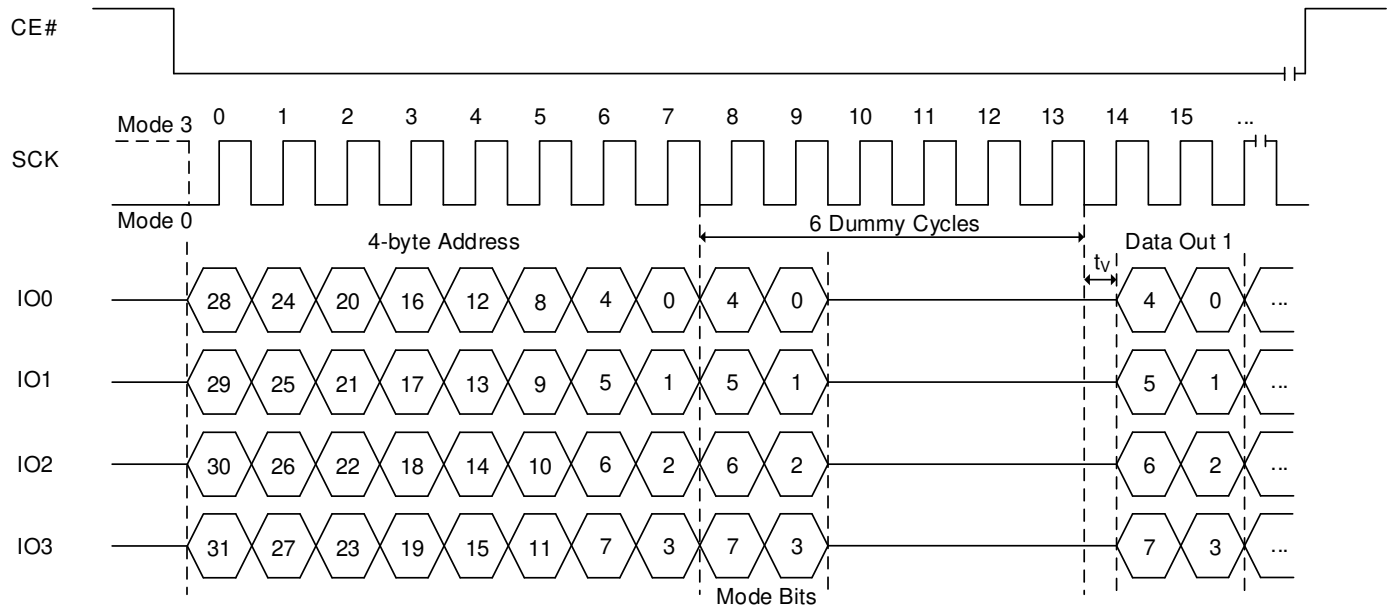 CE#
0 1 2 3 4 5 6 7 8 9 10 11 12 13 14 15 ...
Mode 3
SCK
Mode 0
6 Dummy Cycles
4-byte Address
Data Out 1
tV
IO0 28 24 20 16 12 8 4 0 4 0 4 0 ...
IO1 29 25 21 17 13 9 5 1 5 1 5 1 ...
IO2 30 26 22 18 14 10 6 2 6 2 6 2 ...
IO3 31 27 23 19 15 11 7 3 7 3 7 3 ...
Mode Bits